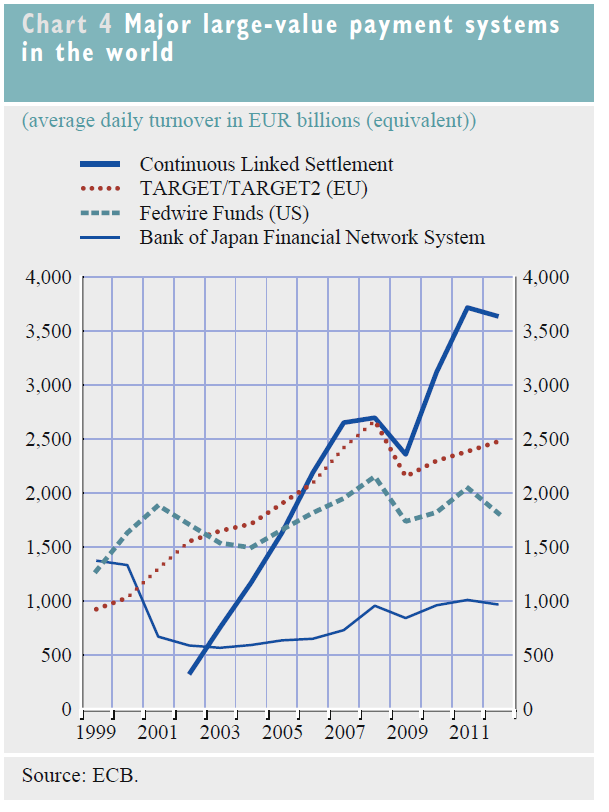 Chart 4 Major large-value payment systems
in the world
(average daily turnover in EUR billions (equivalent))
Continuous Linked Settlement
TARGET/TARGET2 (EU)
Fedwire Funds (US)
Bank of Japan Financial Network System
4,000 4,000
3,500 3,500
3,000 3,000
2,500 2,500
2,000 2,000
1,500 1,500
1,000 1,000
500 500
0 0
1999 2001 2003 2005 2007 2009 2011
Source: ECB.